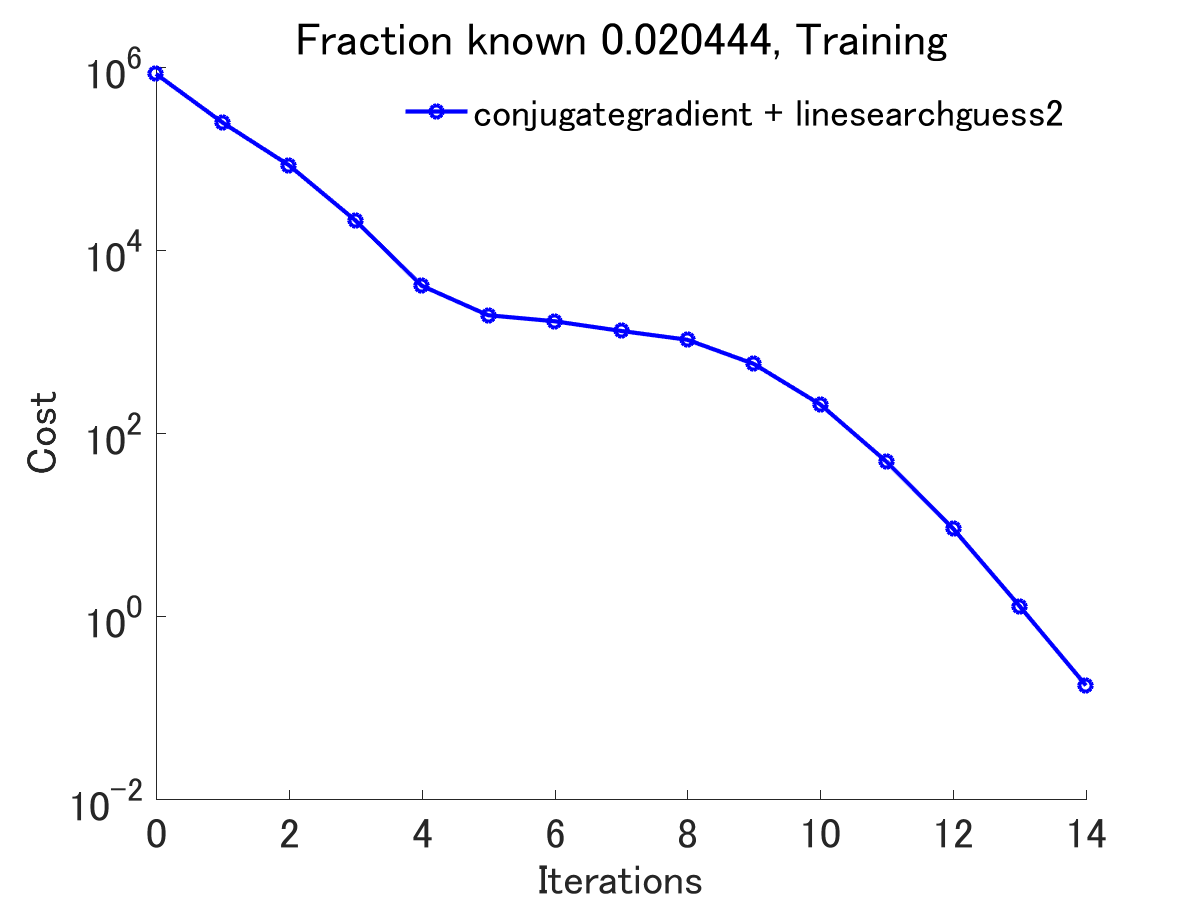 Fraction known 0.020444, Training
conjugategradient + linesearchguess2
10^6
10^4
10^2
10^0
10^-2
Cost
0 2 4 6 8 10 12 14
Iterations